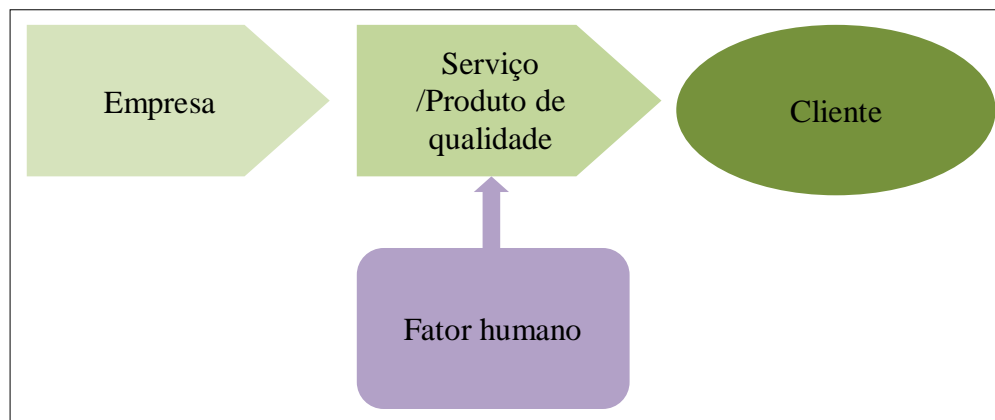 Empresa
Serviço
/Produto de
qualidade
Cliente
Fator humano